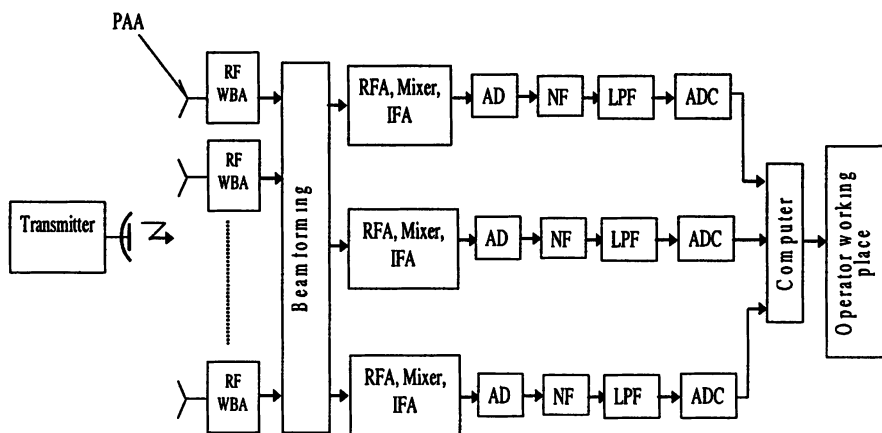 PAA
RF
WBA
RFA, Mixer,
IFA
AD
NF
LPF
ADC
RF
WBA
Transmitter
Beamforming
RFA, Mixer,
IFA
AD
NF
LPF
ADC
Computer
Operator working
place
RF
WBA
RFA, Mixer,
IFA
AD
NF
LPF
ADC